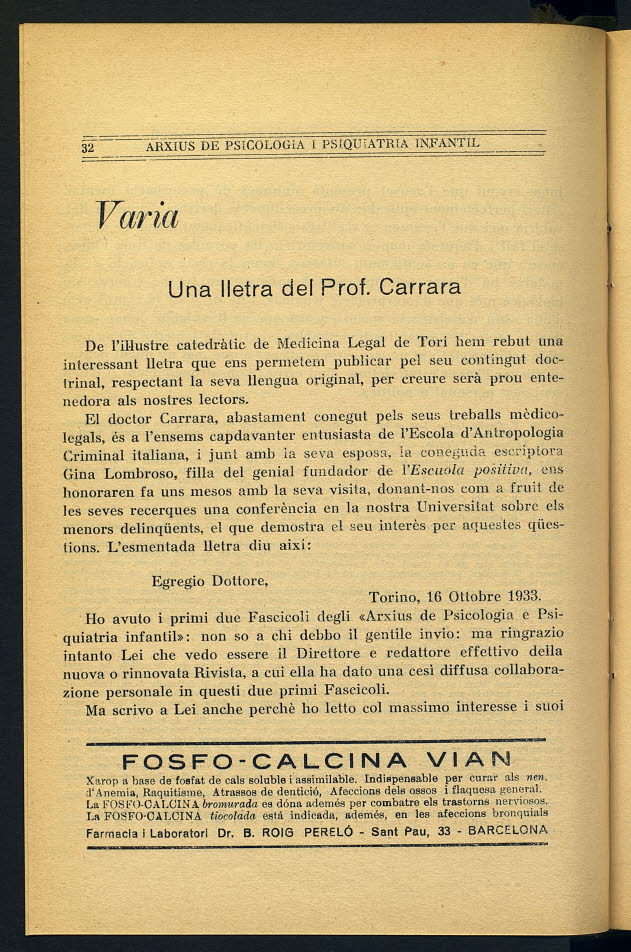 32 ARXIUS DE PSICOLOGIA I PSIQUIATRIA INFANTIL
Varia
Una lletra del Prof. Carrara
De l'iŀlustre catedràtic de Medicina Legal de Torí hem rebut una
interessant lletra que ens permetem publicar pel seu contingut doc-
trinal, respectant la seva llengua original, per creure serà prou ente-
nedora als nostres lectors.
El doctor Carrara, abastament conegut pels seus treballs mèdico-
legals, és a l'ensems capdavanter entusiasta de l'Escola d'Antropologia
Criminal italiana, i junt amb la seva esposa, la coneguda escriptora
Gina Lombroso, filla del genial fundador de l'Escuola positiva, ens
honoraren fa uns mesos amb la seva visita, donant-nos com a fruit de
les seves recerques una conferència en la nostra Universitat sobre els
menors delinqüents, el que demostra el seu interès per aquestes qües-
tions. L'esmentada lletra diu així:
Egregio Dottore,
Torino, 16 Ottobre 1933.
Ho avuto i primi due Fascicoli degli «Arxius de Psicologia e Psi-
quiatria infantil»: non so a chi debbo il gentile invio: ma ringrazio
intanto Lei che vedo essere il Direttore e redattore effettivo della
nuova o rinnovata Rivista, a cui ella ha dato una cesì diffusa collabora-
zione personale in questi due primi Fascicoli.
Ma scrivo a Lei anche perchè ho letto col massimo interesse i suoi
FOSFO-CALCINA VIAN
Xarop a base de fosfat de cals soluble i assimilable. Indispensable per curar als nen.
d'Anemia, Raquitisme, Atrassos de dentició, Afeccions dels ossos i flaquesa general.
La FOSFO-CALCINA bromurada es dóna además per combatre els trastorns nerviosos.
La FOSFO-CALCINA tiocolada está indicada, además, en les afeccions bronquials
Farmacia i Laboratori Dr. B. ROIG PERELÓ - Sant Pau, 33 - BARCELONA